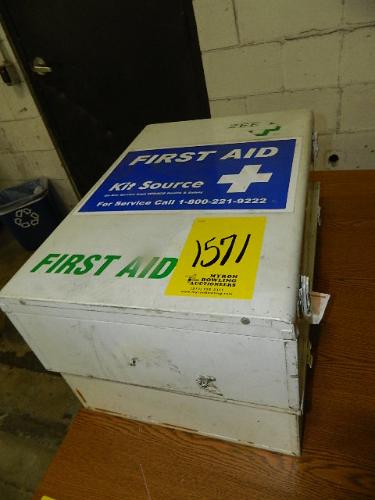 FIRST AID
Kit Source
For Service Call 1-800-221-9222
FIRST AID
1571
MYRON
BOWLING
AUCTIONEERS